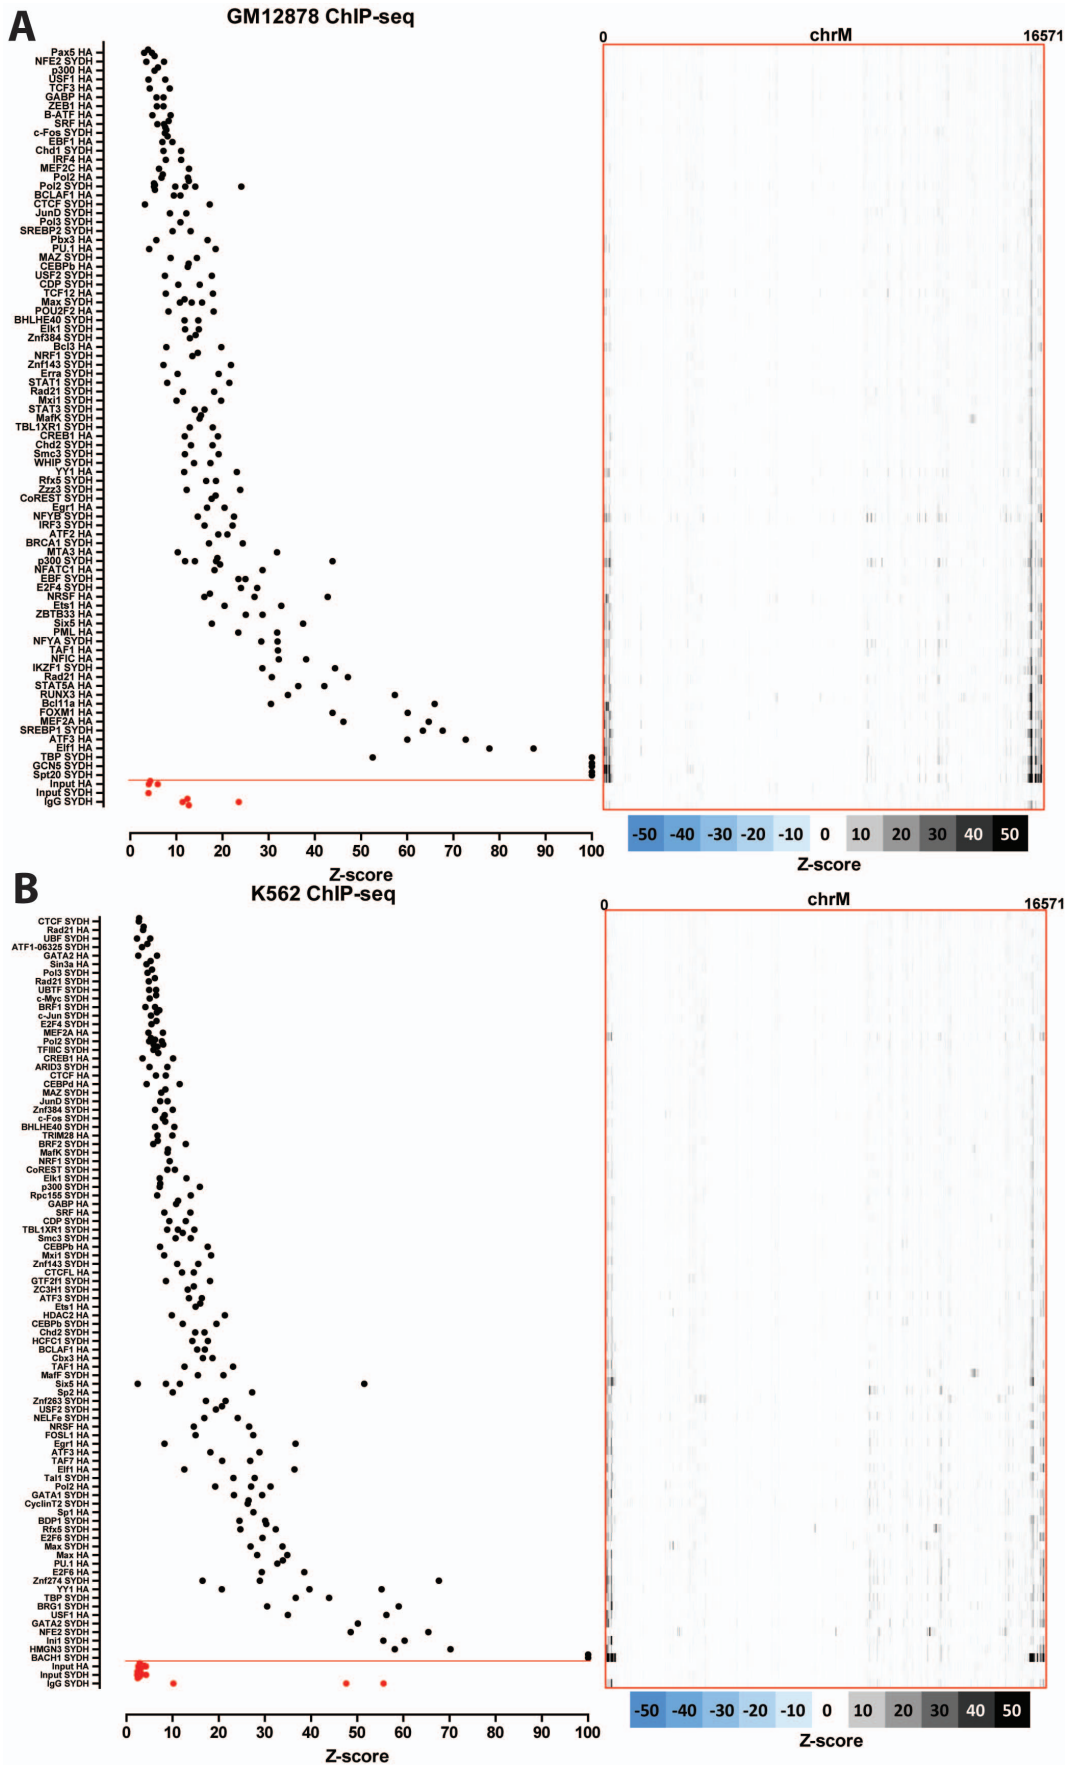 A
GM12878 ChIP-seq
0
chrM
16571
Pax5 HA
NFE2 SYDH
p300 HA
USF1 HA
TCF3 HA
GABP HA
ZEB1 HA
B-ATF HA
SRF HA
c-Fos SYDH
EBF1 HA
Chd1 SYDH
IRF4 HA
MEF2C HA
Pol2 HA
Pol2 SYDH
BCLAF1 HA
CTCF SYDH
JunD SYDH
Pol3 SYDH
SREBP2 SYDH
Pbx3 HA
PU.1 HA
MAZ SYDH
CEBPb HA
USF2 SYDH
CDP SYDH
TCF12 HA
Max SYDH
POU2F2 HA
BHLHE40 SYDH
Elk1 SYDH
Znf384 SYDH
Bcl3 HA
NRF1 SYDH
Znf143 SYDH
Erra SYDH
STAT1 SYDH
Rad21 SYDH
Mxi1 SYDH
STAT3 SYDH
MafK SYDH
TBL1XR1 SYDH
CREB1 HA
Chd2 SYDH
Smc3 SYDH
WHIP SYDH
YY1 HA
Rfx5 SYDH
Zzz3 SYDH
CoREST SYDH
Egr1 HA
NFYB SYDH
IRF3 SYDH
ATF2 HA
BRCA1 SYDH
MTA3 HA
p300 SYDH
NFATC1 HA
EBF SYDH
E2F4 SYDH
NRSF HA
Ets1 HA
ZBTB33 HA
Six5 HA
PML HA
NFYA SYDH
TAF1 HA
NFIC HA
IKZF1 SYDH
Rad21 HA
STAT5A HA
RUNX3 HA
Bcl11a HA
FOXM1 HA
MEF2A HA
SREBP1 SYDH
ATF3 HA
Elf1 HA
TBP SYDH
GCN5 SYDH
Spt20 SYDH
Input HA
Input SYDH
IgG SYDH
0 10 20 30 40 50 60 70 80 90 100
Z-score
-50 -40 -30 -20 -10 0 10 20 30 40 50
Z-score
B
K562 ChIP-seq
0
chrM
16571
CTCF SYDH
Rad21 HA
UBF SYDH
ATF1-06325 SYDH
GATA2 HA
Sin3a HA
Pol3 SYDH
Rad21 SYDH
UBTF SYDH
c-Myc SYDH
BRF1 SYDH
c-Jun SYDH
E2F4 SYDH
MEF2A HA
Pol2 SYDH
TFIIIC SYDH
CREB1 HA
ARID3 SYDH
CTCF HA
CEBPd HA
MAZ SYDH
JunD SYDH
Znf384 SYDH
c-Fos SYDH
BHLHE40 SYDH
TRIM28 HA
BRF2 SYDH
MafK SYDH
NRF1 SYDH
CoREST SYDH
Elk1 SYDH
p300 SYDH
Rpc155 SYDH
GABP HA
SRF HA
CDP SYDH
TBL1XR1 SYDH
Smc3 SYDH
CEBPb HA
Mxi1 SYDH
Znf143 SYDH
CTCFL HA
GTF2f1 SYDH
ZC3H1 SYDH
ATF3 SYDH
Ets1 HA
HDAC2 HA
CEBPb SYDH
Chd2 SYDH
HCFC1 SYDH
BCLAF1 HA
Cbx3 HA
TAF1 HA
MafF SYDH
Six5 HA
Sp2 HA
Znf263 SYDH
USF2 SYDH
NELFe SYDH
NRSF HA
FOSL1 HA
Egr1 HA
ATF3 HA
TAF7 HA
Elf1 HA
Tal1 SYDH
Pol2 HA
GATA1 SYDH
CyclinT2 SYDH
Sp1 HA
BDP1 SYDH
Rfx5 SYDH
E2F6 SYDH
Max SYDH
Max HA
PU.1 HA
E2F6 HA
Znf274 SYDH
YY1 HA
TBP SYDH
BRG1 SYDH
USF1 HA
GATA2 SYDH
NFE2 SYDH
Ini1 SYDH
HMGN3 SYDH
BACH1 SYDH
Input HA
Input SYDH
IgG SYDH
0 10 20 30 40 50 60 70 80 90 100
Z-score
-50 -40 -30 -20 -10 0 10 20 30 40 50
Z-score